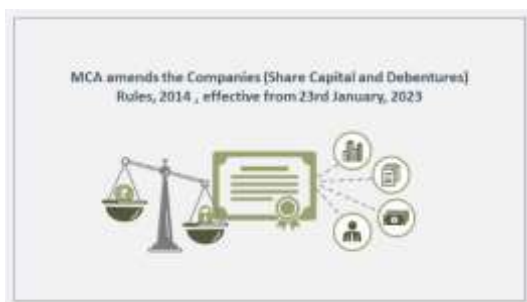 MCA amends the Companies (Share Capital and Debentures)
Rules, 2014 , effective from 23rd January, 2023